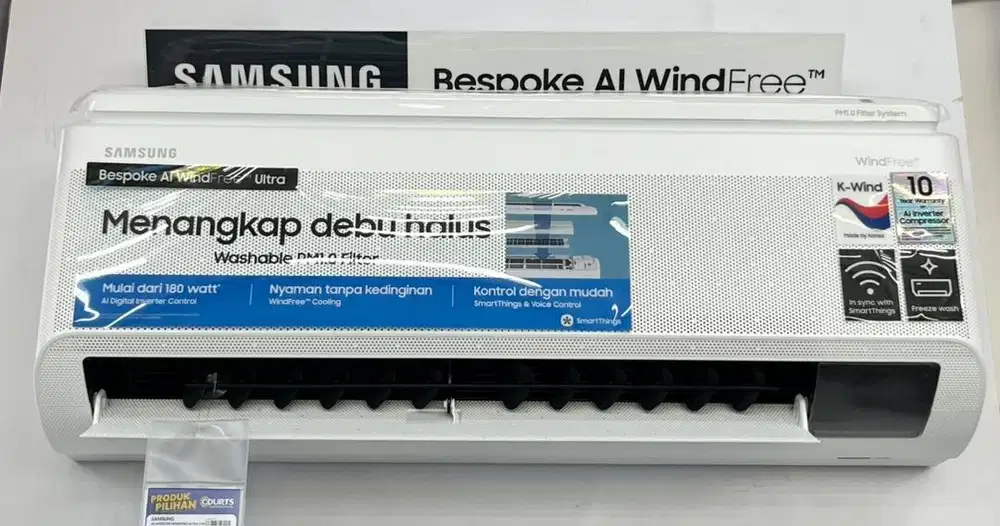 SAMSUNG
Bespoke AI WindFree™
PM1.0 Filter System
SAMSUNG
WindFree™
Bespoke AI WindFree™ Ultra
Menangkap debu halus
Washable PM1.0 Filter
Mulai dari 180 watt*
AI Digital Inverter Control
Nyaman tanpa kedinginan
WindFree™ Cooling
Kontrol dengan mudah
SmartThings & Voice Control
SmartThings
K-Wind
Made by Korea
10
Year Warranty
AI Inverter
Compressor
In sync with
SmartThings
Freeze wash
PRODUK
PILIHAN
COURTS
SAMSUNG